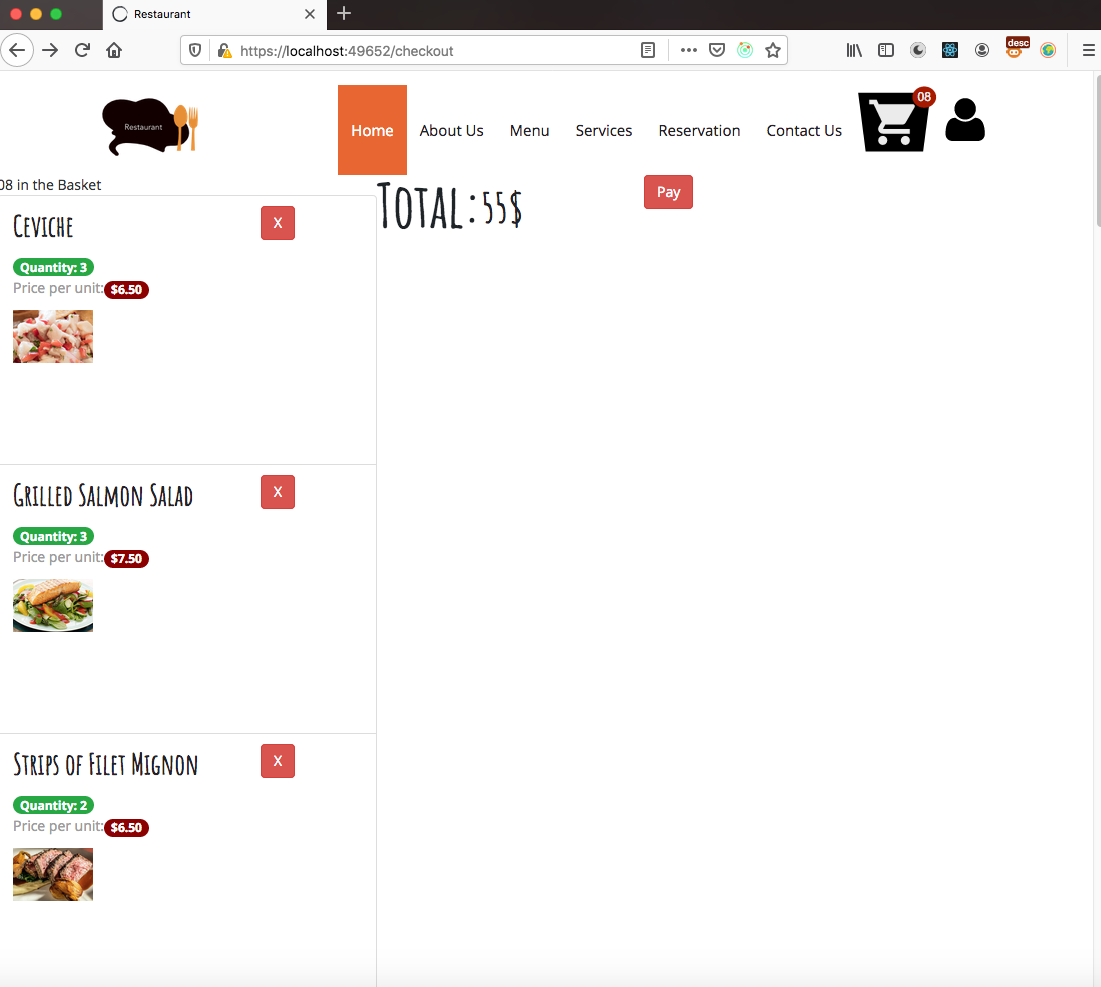 Restaurant
https://localhost:49652/checkout
desc
Restaurant
Home About Us Menu Services Reservation Contact Us
08
08 in the Basket
Total: 55$
Pay
Ceviche
X
Quantity: 3
Price per unit: $6.50
Grilled Salmon Salad
X
Quantity: 3
Price per unit: $7.50
Strips of Filet Mignon
X
Quantity: 2
Price per unit: $6.50